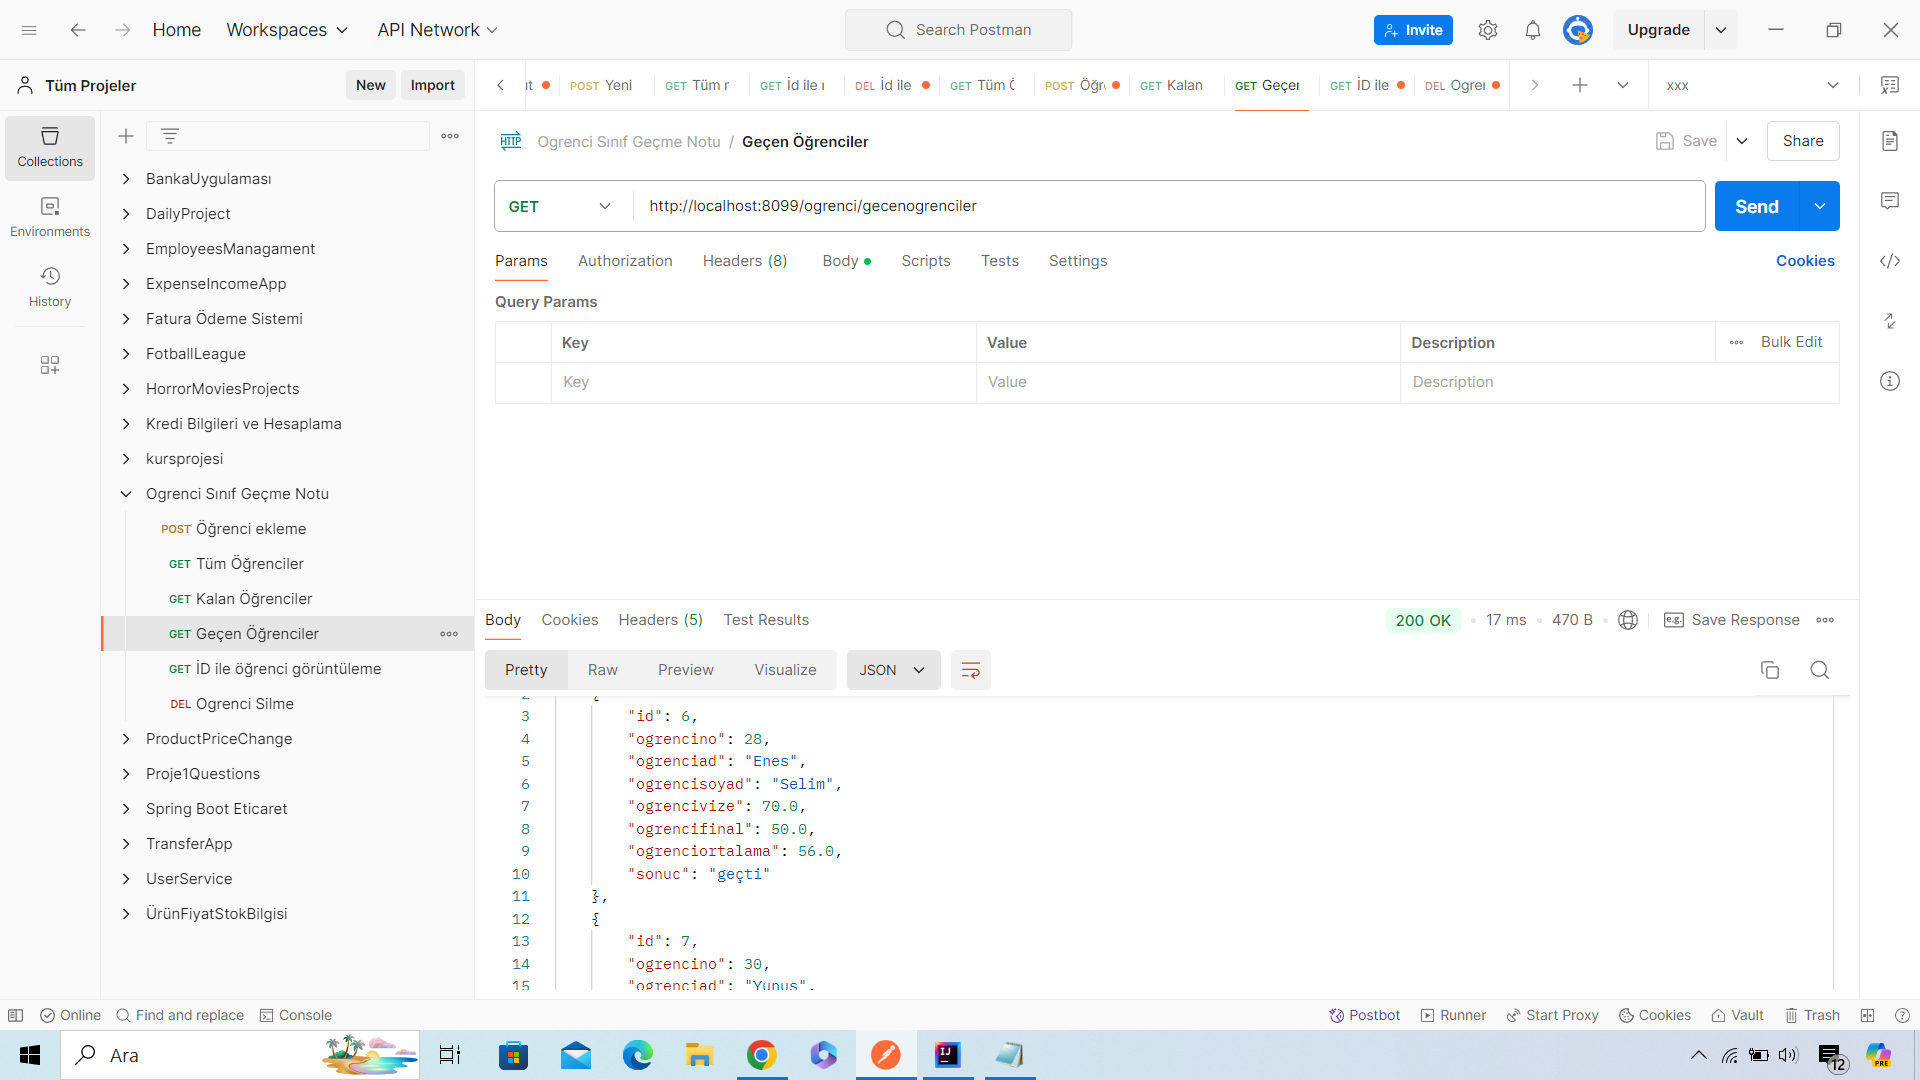 Home Workspaces API Network Search Postman Invite Upgrade
Tüm Projeler New Import
POST Yeni GET Tüm r GET İd ile DEL İd ile GET Tüm POST Öğr GET Kalan GET Geçer GET İD ile DEL Ogrer xxx
Collections
Environments
History
BankaUygulaması
DailyProject
EmployeesManagament
ExpenseIncomeApp
Fatura Ödeme Sistemi
FotballLeague
HorrorMoviesProjects
Kredi Bilgileri ve Hesaplama
kursprojesi
Ogrenci Sınıf Geçme Notu
POST Öğrenci ekleme
GET Tüm Öğrenciler
GET Kalan Öğrenciler
GET Geçen Öğrenciler
GET İD ile öğrenci görüntüleme
DEL Ogrenci Silme
ProductPriceChange
Proje1Questions
Spring Boot Eticaret
TransferApp
UserService
ÜrünFiyatStokBilgisi
HTTP Ogrenci Sınıf Geçme Notu / Geçen Öğrenciler Save Share
GET http://localhost:8099/ogrenci/gecenogrenciler Send
Params Authorization Headers (8) Body Scripts Tests Settings Cookies
Query Params
Key Value Description Bulk Edit
Key Value Description
Body Cookies Headers (5) Test Results 200 OK 17 ms 470 B e.g. Save Response
Pretty Raw Preview Visualize JSON
2 {
3 "id": 6,
4 "ogrencino": 28,
5 "ogrenciad": "Enes",
6 "ogrencisoyad": "Selim",
7 "ogrencivize": 70.0,
8 "ogrencifinal": 50.0,
9 "ogrenciortalama": 56.0,
10 "sonuc": "geçti"
11 },
12 {
13 "id": 7,
14 "ogrencino": 30,
15 "ogrenciad": "Yunus",
Online Find and replace Console Postbot Runner Start Proxy Cookies Vault Trash
Ara
IJ
12
PRE